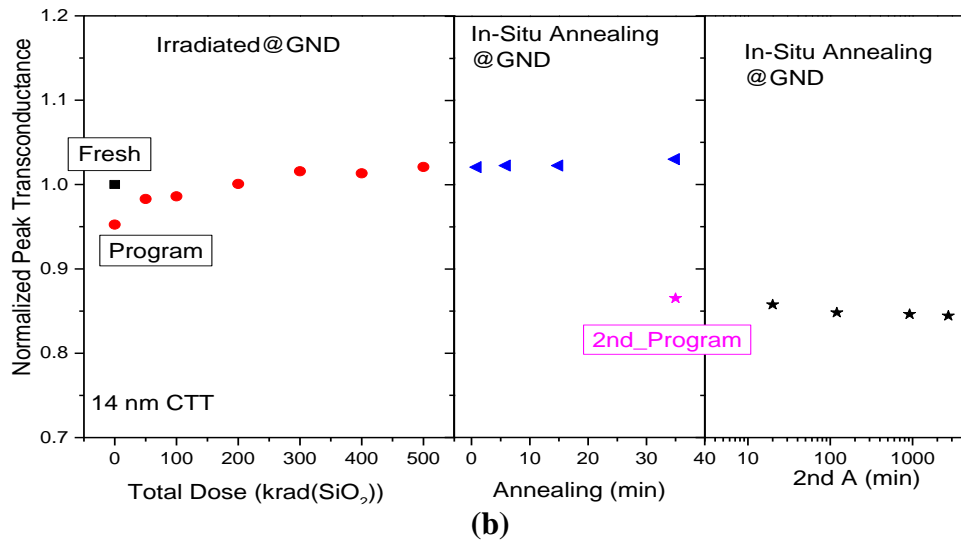 Normalized Peak Transconductance
1.2
1.1
1.0
0.9
0.8
0.7
Irradiated@GND
Fresh
Program
14 nm CTT
0 100 200 300 400 500
Total Dose (krad(SiO₂))
In-Situ Annealing
@GND
2nd_Program
0 10 20 30 40
Annealing (min)
In-Situ Annealing
@GND
10 100 1000
2nd A (min)
(b)